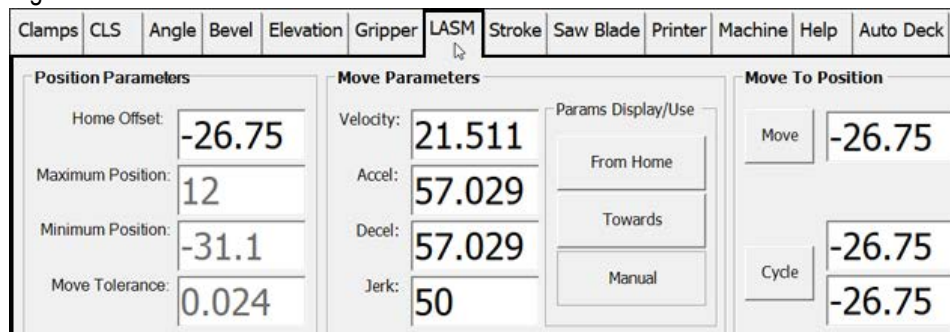 Clamps CLS Angle Bevel Elevation Gripper LASM Stroke Saw Blade Printer Machine Help Auto Deck
Position Parameters
Home Offset: -26.75
Maximum Position: 12
Minimum Position: -31.1
Move Tolerance: 0.024
Move Parameters
Velocity: 21.511
Accel: 57.029
Decel: 57.029
Jerk: 50
Params Display/Use
From Home
Towards
Manual
Move To Position
Move -26.75
-26.75
Cycle
-26.75